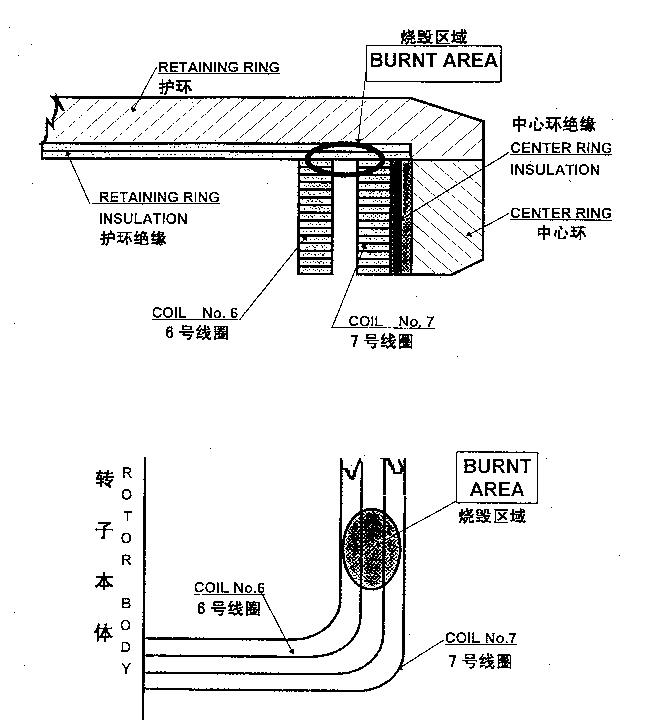 烧毁区域
BURNT AREA
RETAINING RING
护环
中心环绝缘
CENTER RING
INSULATION
RETAINING RING
INSULATION
护环绝缘
CENTER RING
中心环
COIL No. 6
6 号线圈
COIL No. 7
7 号线圈
转子本体
ROTOR BODY
BURNT
AREA
烧毁区域
COIL No.6
6 号线圈
COIL No.7
7 号线圈